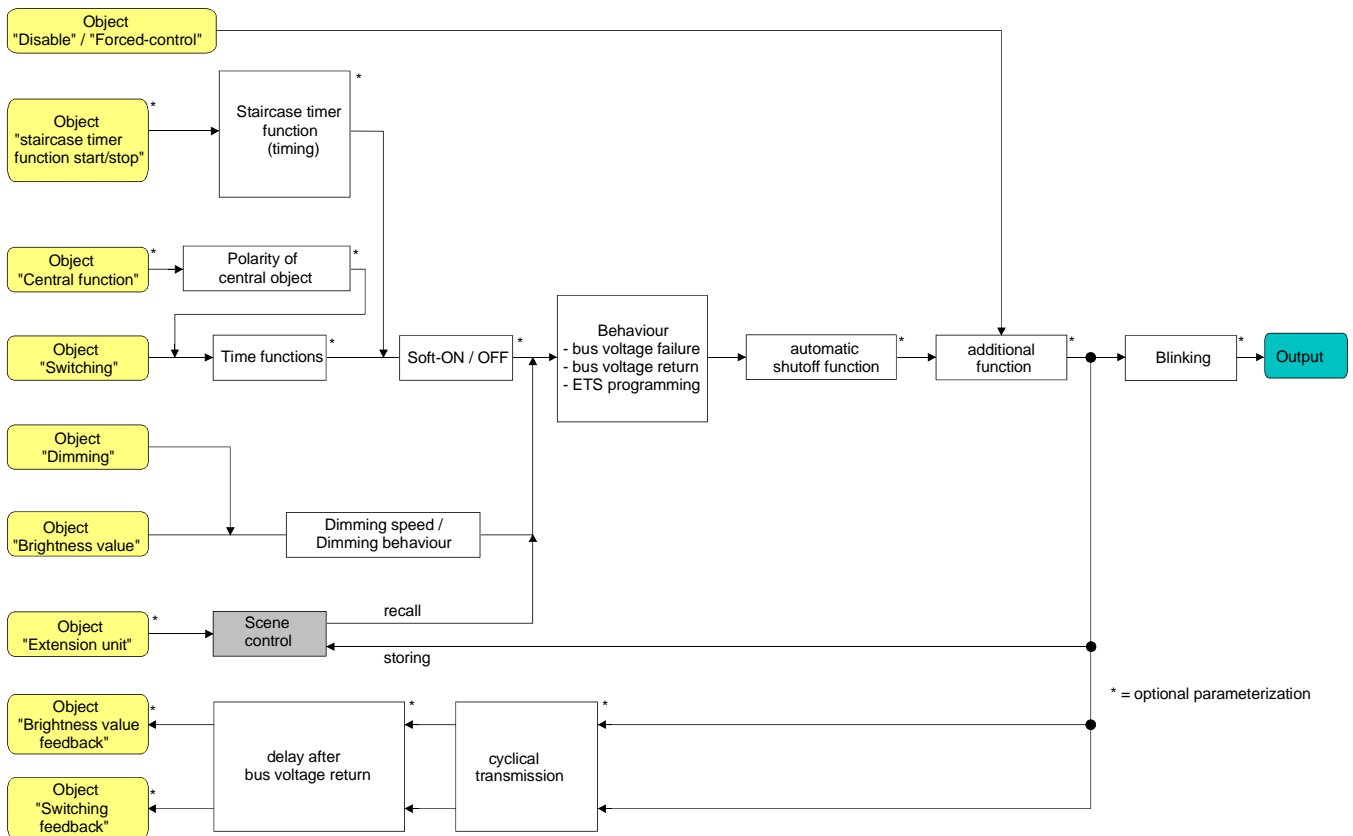 Object
"Disable" / "Forced-control"
*
Staircase timer
function
(timing)
*
Object
"staircase timer
function start/stop"
*
Object
"Central function"
*
Polarity of
central object
*
Object
"Switching"
Time functions
*
Soft-ON / OFF
*
Behaviour
- bus voltage failure
- bus voltage return
- ETS programming
automatic
shutoff function
*
additional
function
*
Blinking
*
Output
Object
"Dimming"
Object
"Brightness value"
Dimming speed /
Dimming behaviour
Object
"Extension unit"
*
Scene
control
recall
storing
* = optional parameterization
Object
"Brightness value
feedback"
*
delay after
bus voltage return
*
cyclical
transmission
*
Object
"Switching
feedback"
*